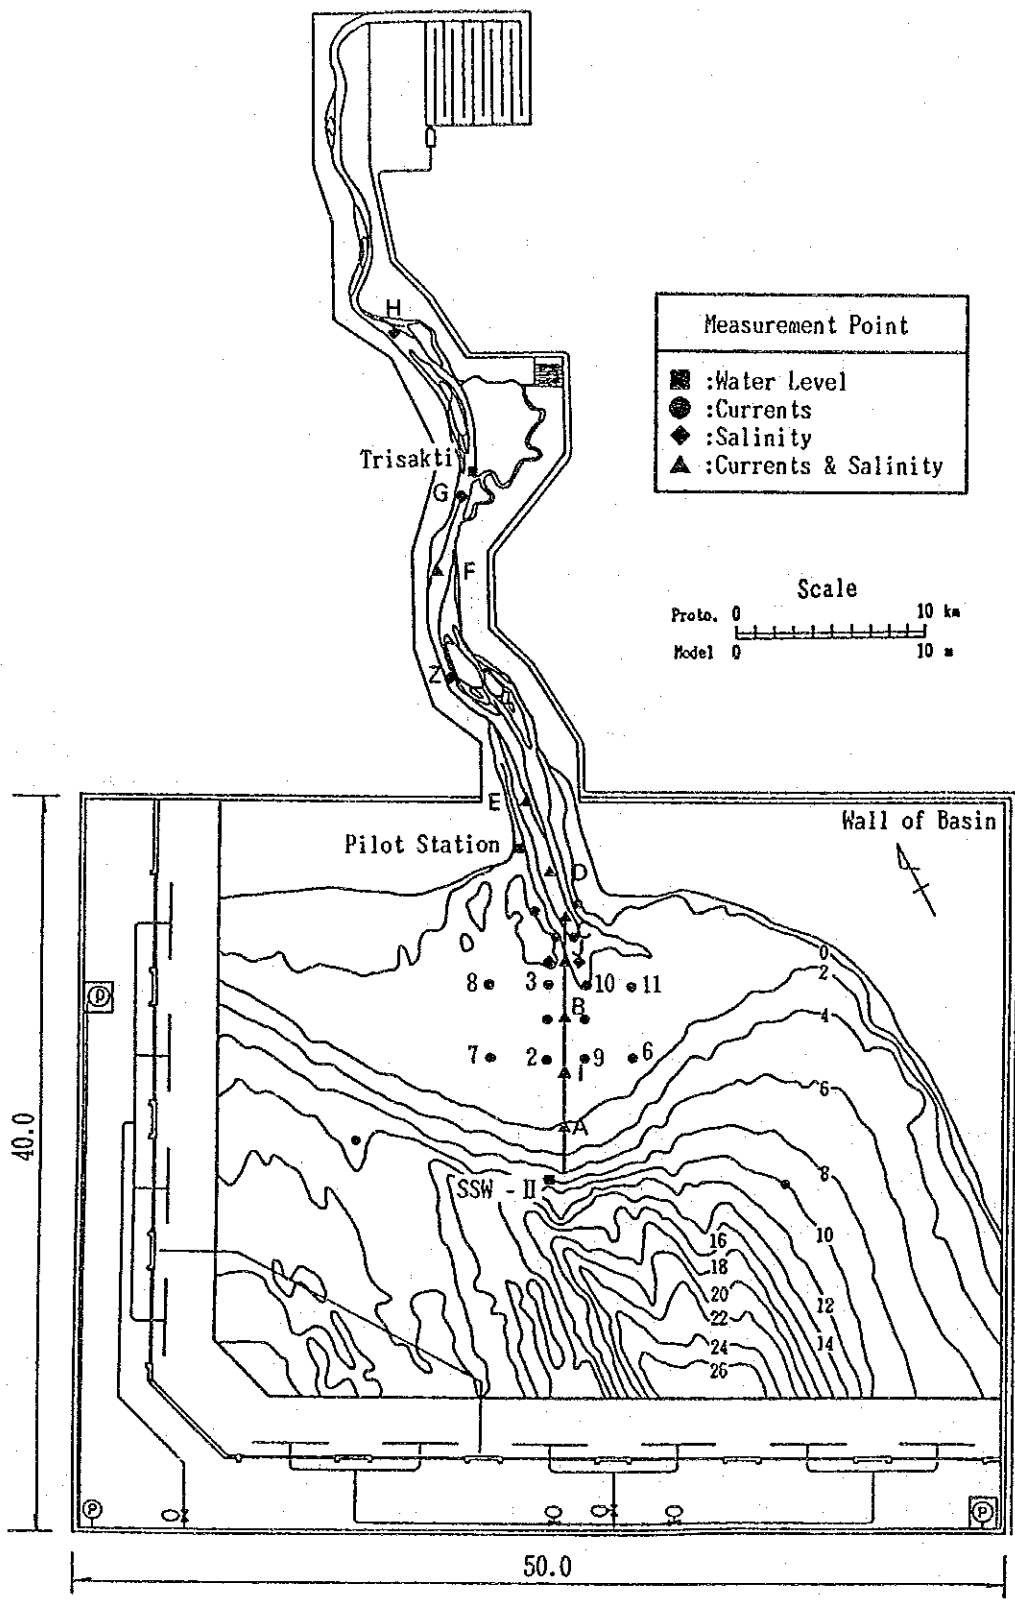 H
Measurement Point
■ :Water Level
● :Currents
◆ :Salinity
▲ :Currents & Salinity
Trisakti
G
F
Scale
Proto. 0 10 km
Model 0 10 m
Z
E
Wall of Basin
Pilot Station
D
C
J
0
2
8 3 10 11
4
B
7 2 9 6
I
6
A
8
SSW - II
10
16
18
20
12
22
14
24
26
P
P
P
40.0
50.0